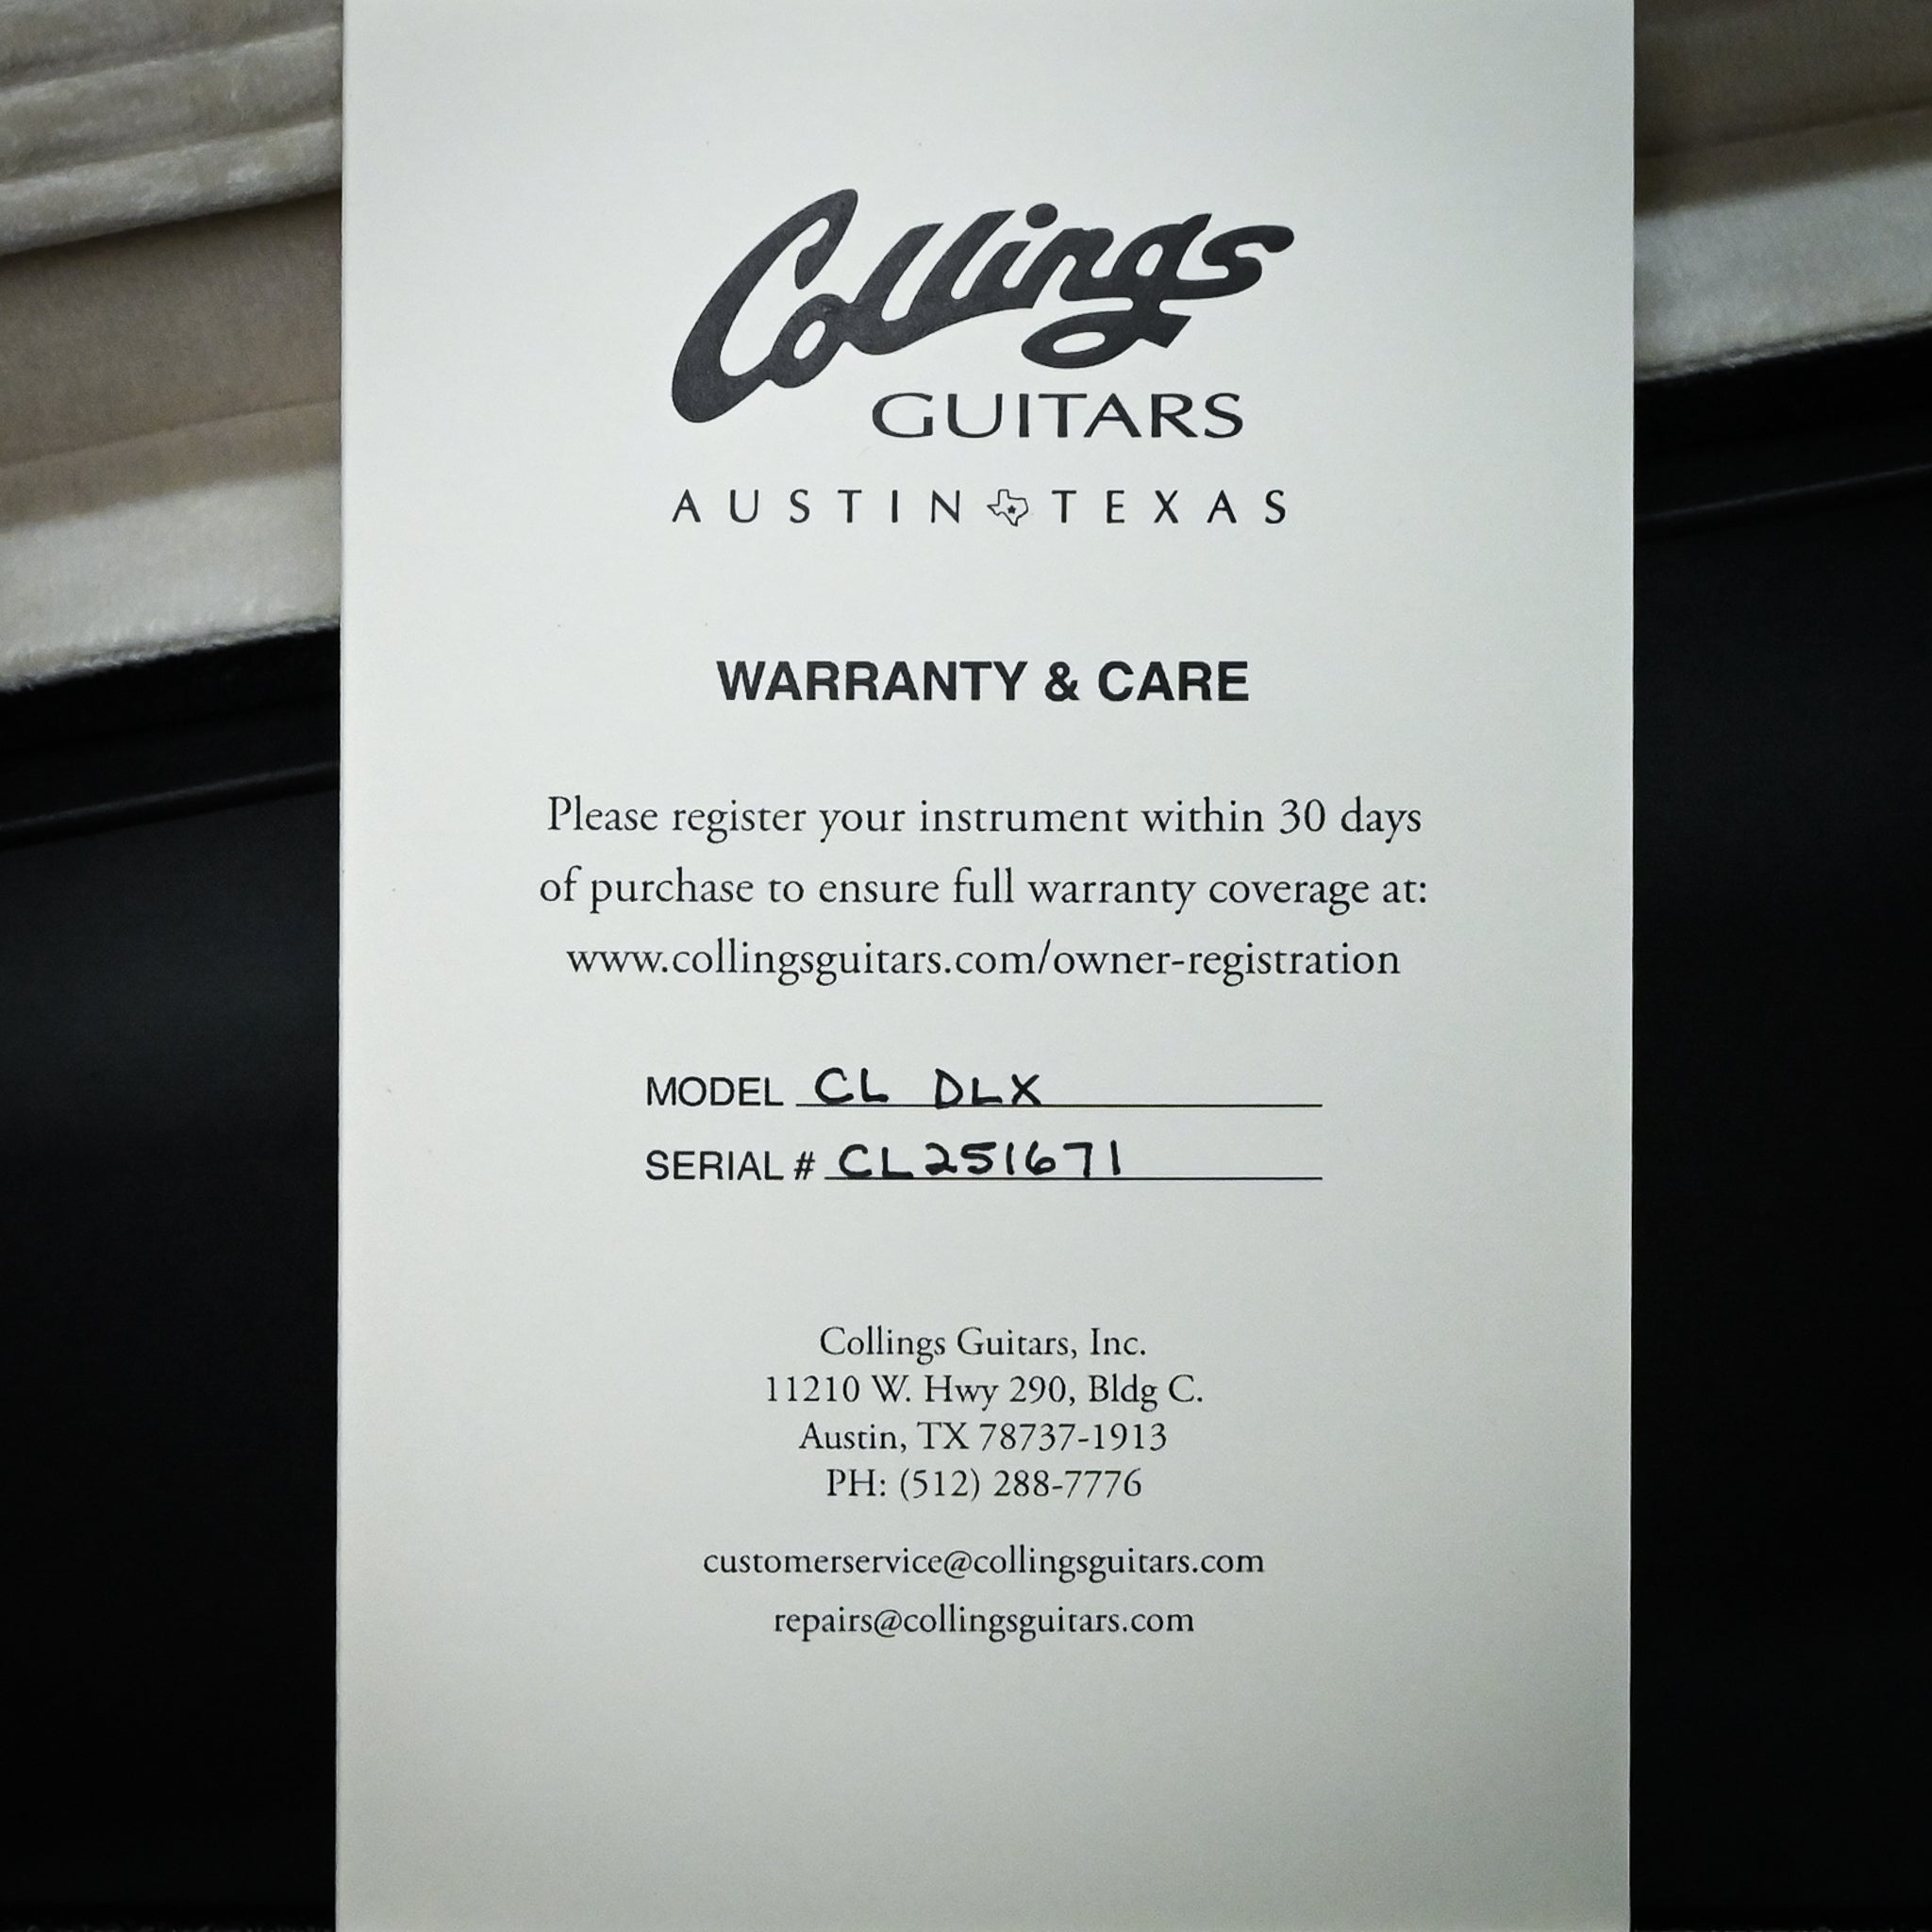 Collings
GUITARS
AUSTIN TEXAS
WARRANTY & CARE
Please register your instrument within 30 days
of purchase to ensure full warranty coverage at:
www.collingsguitars.com/owner-registration
MODEL CL DLX
SERIAL # CL251671
Collings Guitars, Inc.
11210 W. Hwy 290, Bldg C.
Austin, TX 78737-1913
PH: (512) 288-7776
customerservice@collingsguitars.com
repairs@collingsguitars.com